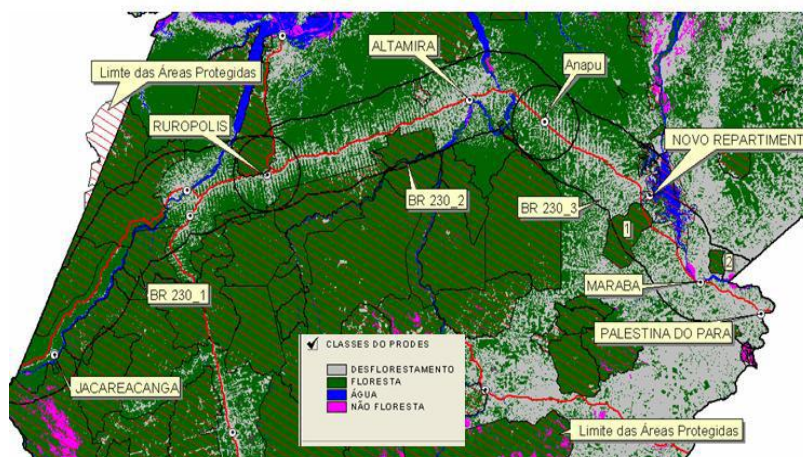 ALTAMIRA
Anapu
Limte das Áreas Protegidas
RUROPOLIS
NOVO REPARTIMENT
BR 230_2
BR 230_3
1
2
BR 230_1
MARABA
PALESTINA DO PARA
JACAREACANGA
CLASSES DO PRODES
DESFLORESTAMENTO
FLORESTA
ÁGUA
NÃO FLORESTA
Limite das Áreas Protegidas